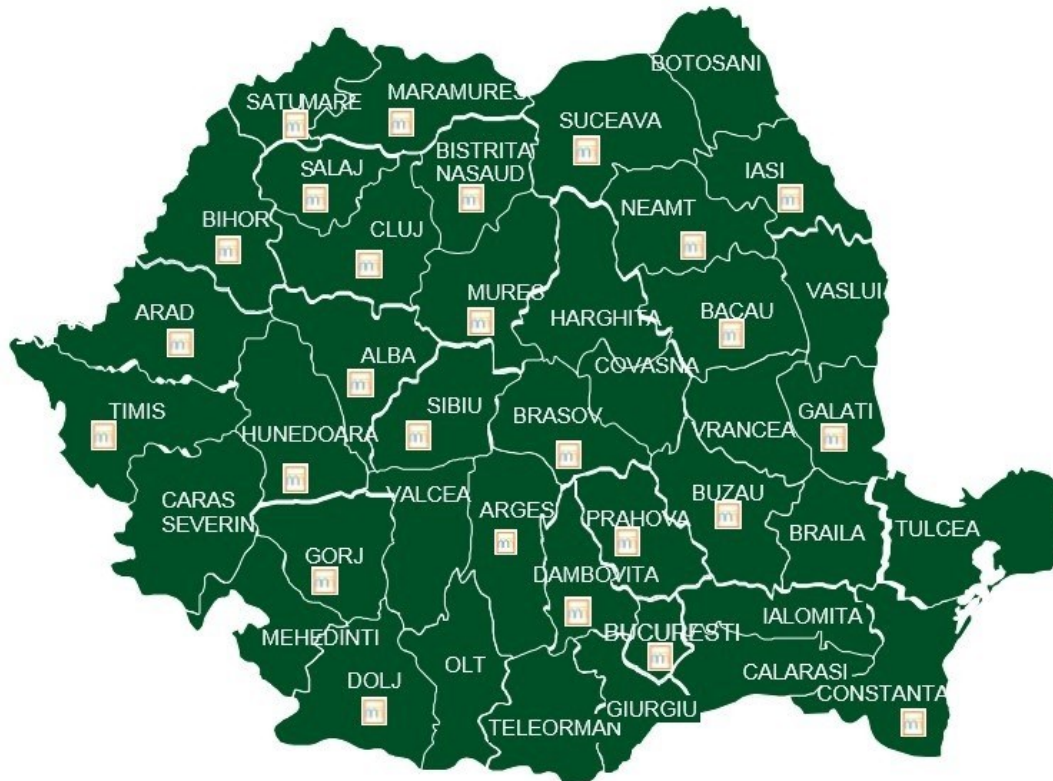 BOTOSANI
SATUMARE
MARAMURES
SUCEAVA
BISTRITA
NASAUD
SALAJ
IASI
NEAMT
BIHOR
CLUJ
VASLUI
MURES
HARGHITA
BACAU
ARAD
ALBA
COVASNA
TIMIS
SIBIU
BRASOV
GALATI
HUNEDOARA
VRANCEA
CARAS
SEVERIN
VALCEA
BUZAU
ARGES
PRAHOVA
BRAILA
TULCEA
GORJ
DAMBOVITA
IALOMITA
MEHEDINTI
BUCURESTI
OLT
CALARASI
DOLJ
CONSTANTA
GIURGIU
TELEORMAN